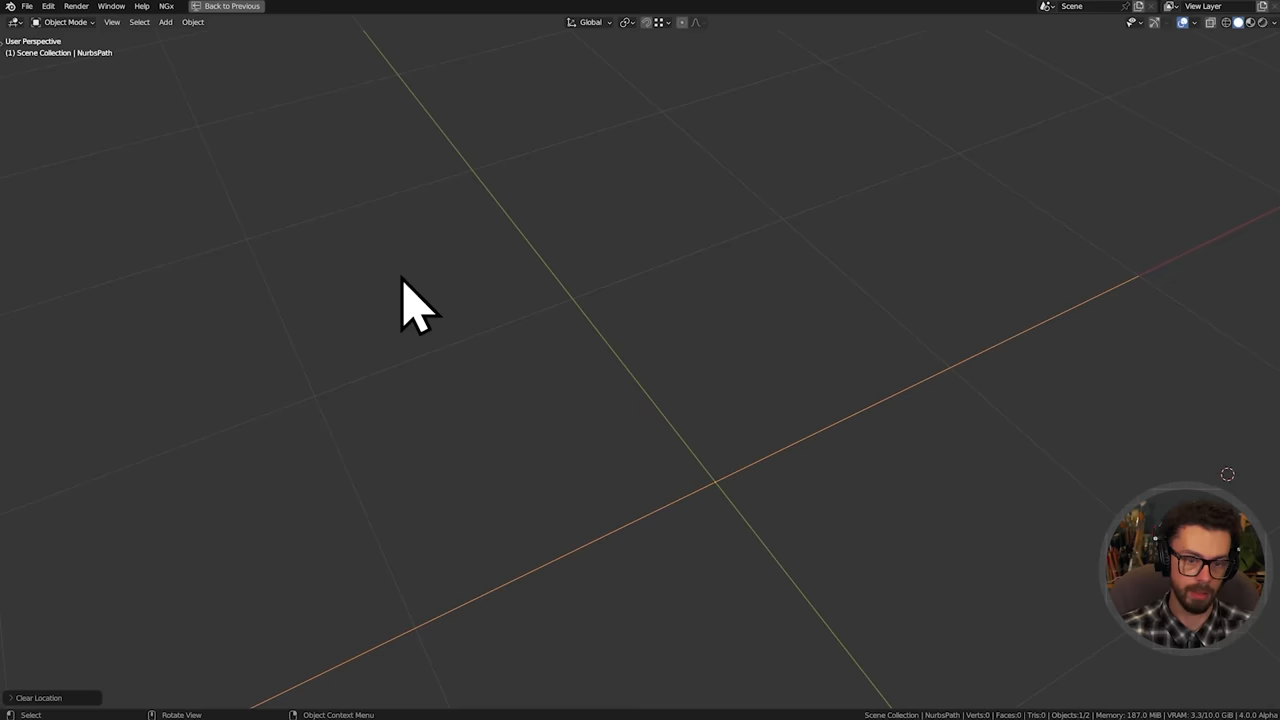 File Edit Render Window Help NGx Back to Previous Scene View Layer
Object Mode View Select Add Object Global
User Perspective
(1) Scene Collection | NurbsPath
Clear Location
Select Rotate View Object Context Menu Scene Collection | NurbsPath | Verts:0 | Faces:0 | Tris:0 | Objects:1/2 | Memory: 187.0 MiB | VRAM: 3.3/10.0 GiB | 4.0.0 Alpha